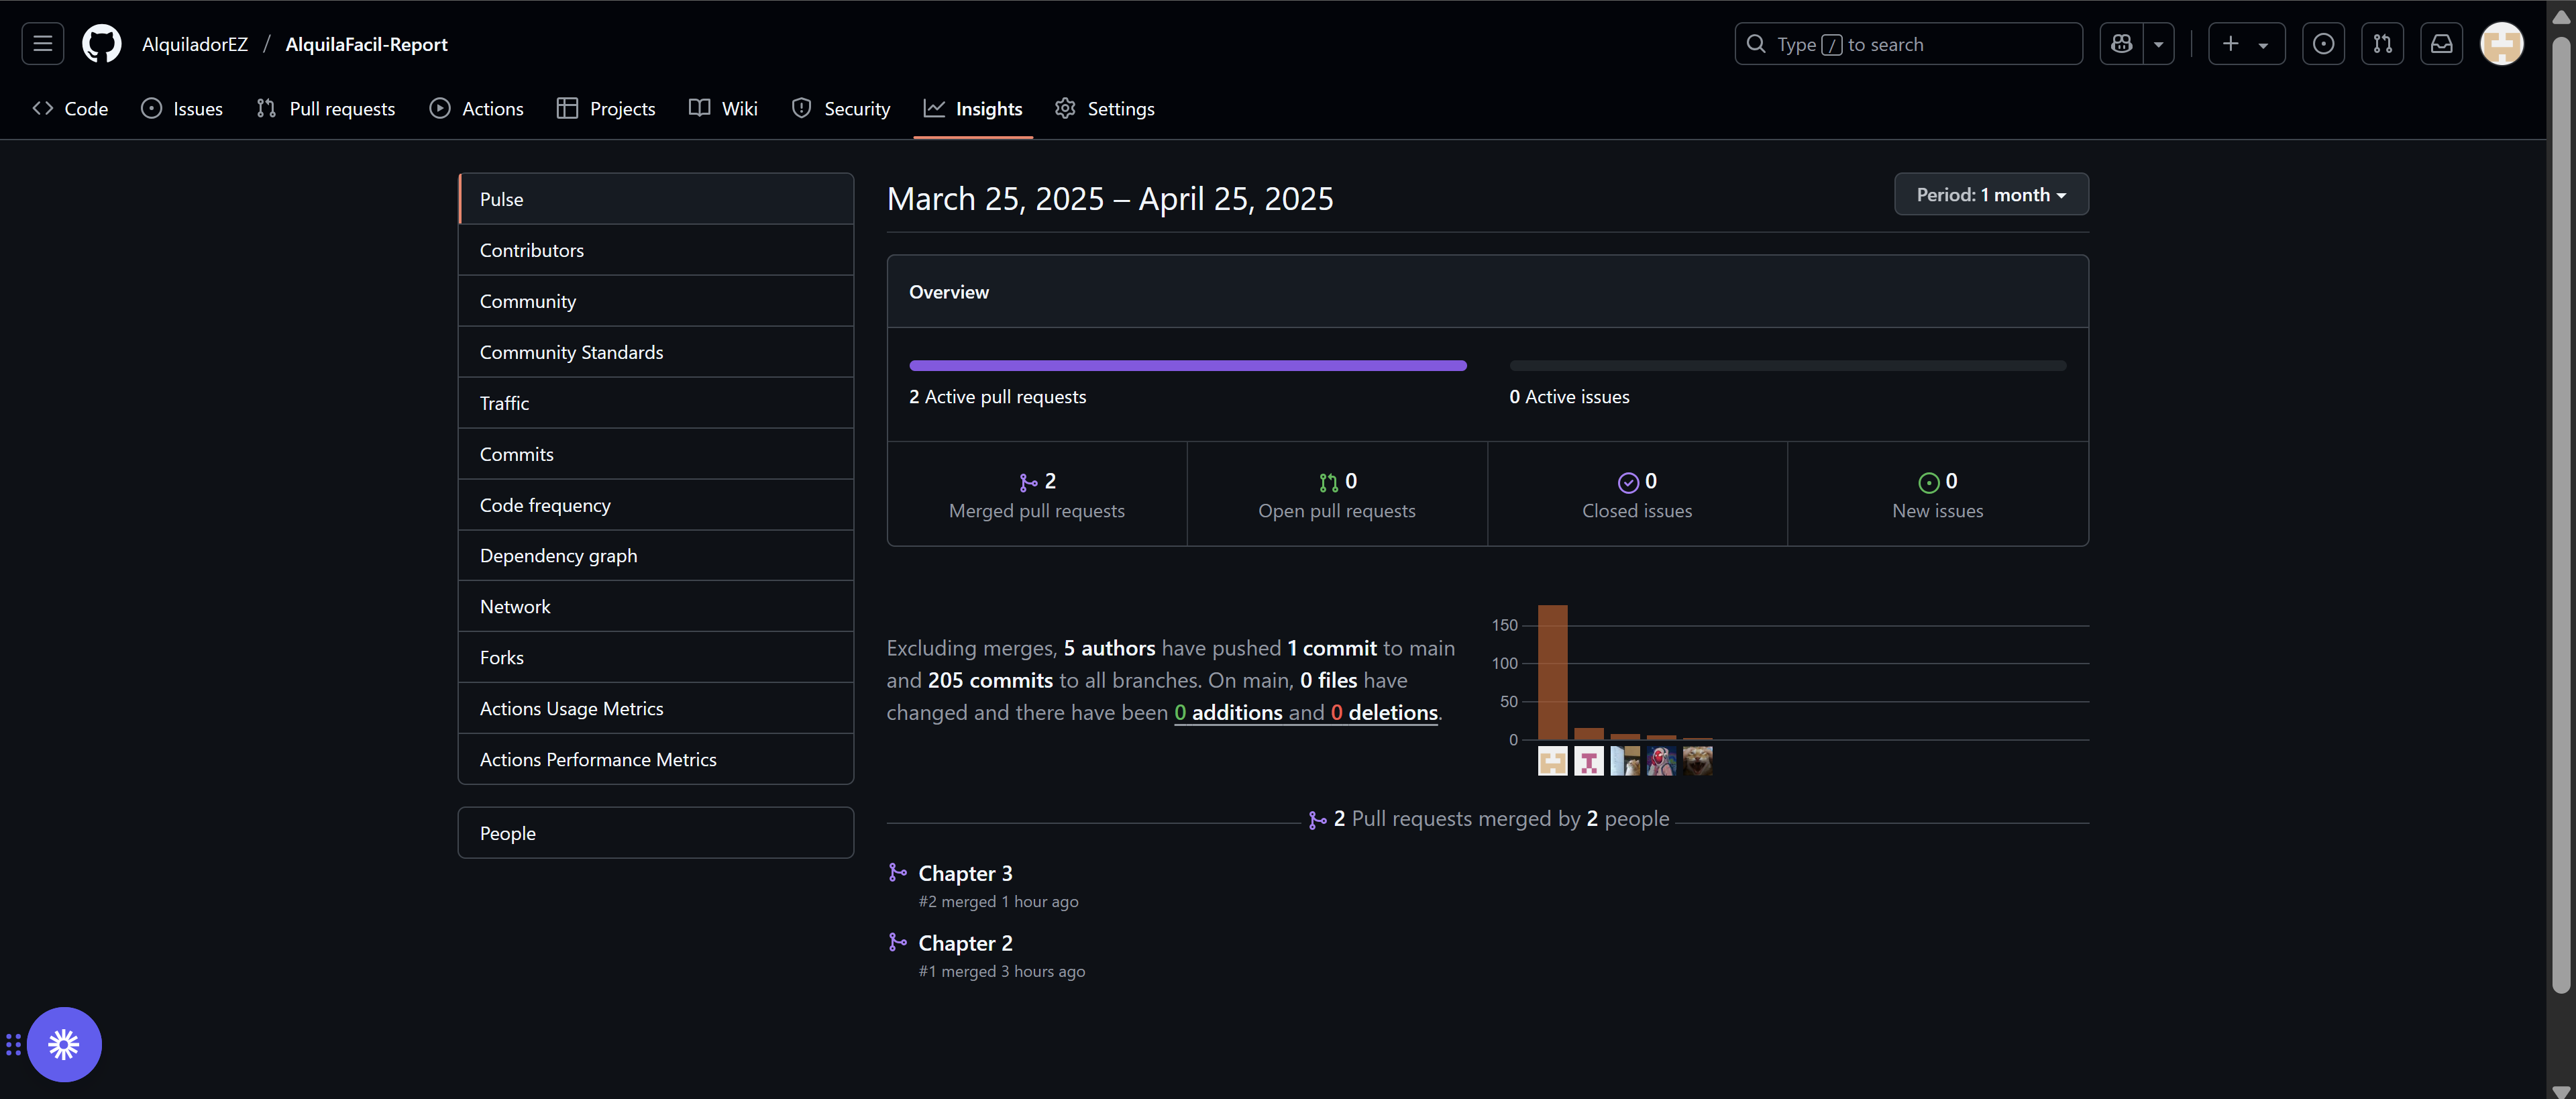 AlquiladorEZ / AlquilaFacil-Report
Type / to search
Code
Issues
Pull requests
Actions
Projects
Wiki
Security
Insights
Settings
Pulse
Contributors
Community
Community Standards
Traffic
Commits
Code frequency
Dependency graph
Network
Forks
Actions Usage Metrics
Actions Performance Metrics
People
March 25, 2025 – April 25, 2025
Period: 1 month
Overview
2 Active pull requests
0 Active issues
2
Merged pull requests
0
Open pull requests
0
Closed issues
0
New issues
Excluding merges, 5 authors have pushed 1 commit to main
and 205 commits to all branches. On main, 0 files have
changed and there have been 0 additions and 0 deletions.
150
100
50
0
2 Pull requests merged by 2 people
Chapter 3
#2 merged 1 hour ago
Chapter 2
#1 merged 3 hours ago